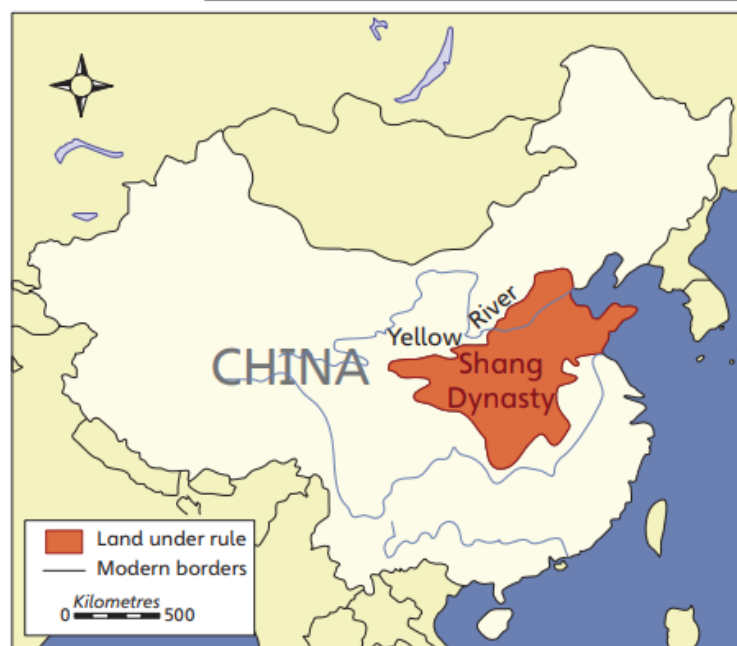 Yellow River
CHINA
Shang
Dynasty
Land under rule
Modern borders
Kilometres
0 500